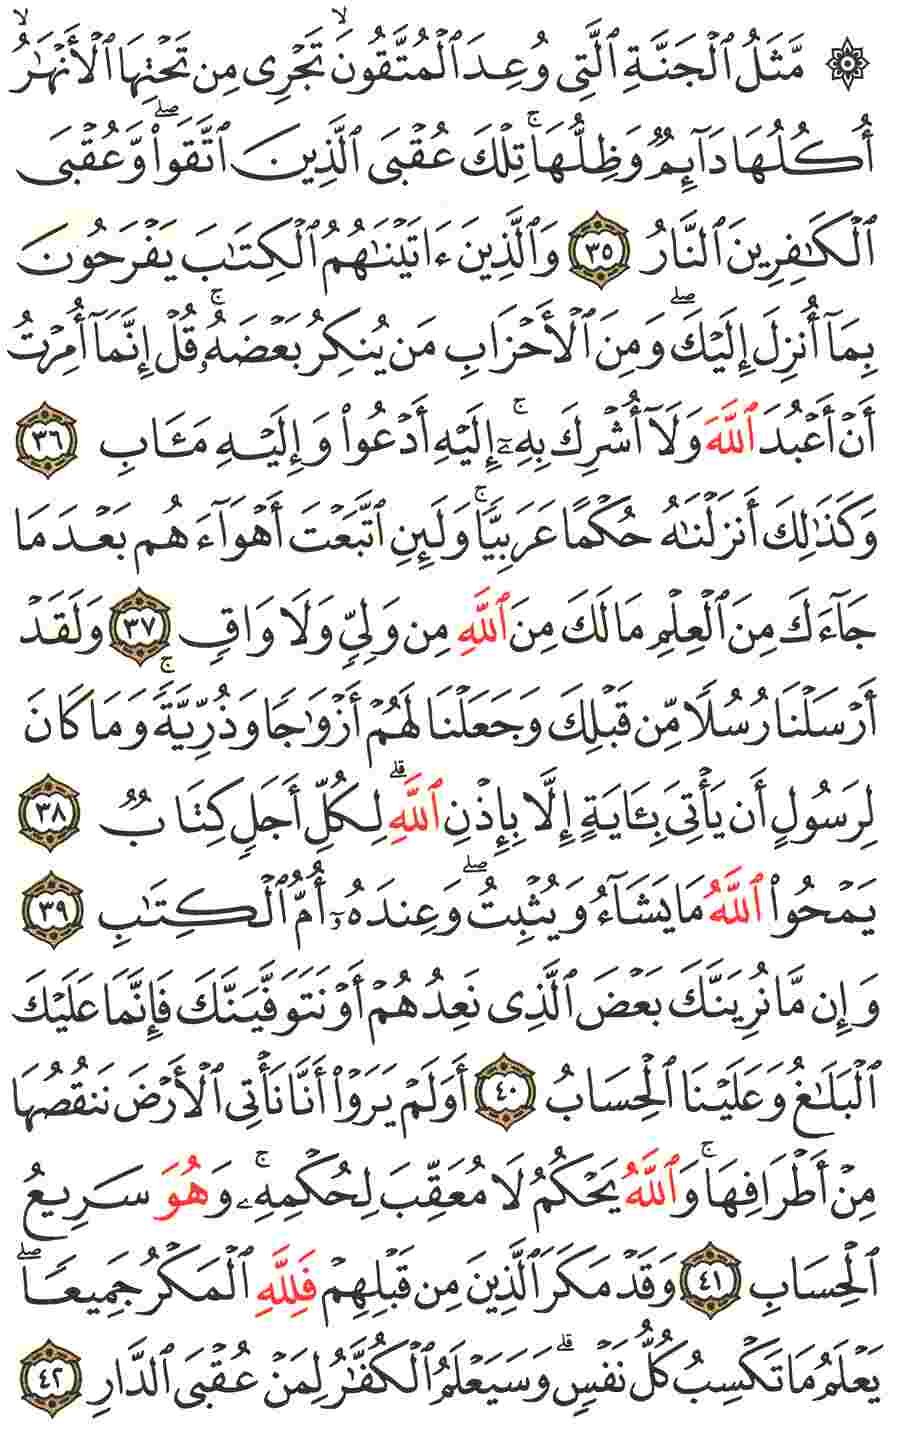 ۞ مَّثَلُ ٱلْجَنَّةِ ٱلَّتِى وُعِدَ ٱلْمُتَّقُونَ ۙ تَجْرِى مِن تَحْتِهَا ٱلْأَنْهَـٰرُ ۙ
أُكُلُهَا دَآئِمٌ وَظِلُّهَا ۚ تِلْكَ عُقْبَى ٱلَّذِينَ ٱتَّقَوا۟ ۖ وَّعُقْبَى
ٱلْكَـٰفِرِينَ ٱلنَّارُ ٣٥ وَٱلَّذِينَ ءَاتَيْنَـٰهُمُ ٱلْكِتَـٰبَ يَفْرَحُونَ
بِمَآ أُنزِلَ إِلَيْكَ ۖ وَمِنَ ٱلْأَحْزَابِ مَن يُنكِرُ بَعْضَهُۥ ۚ قُلْ إِنَّمَآ أُمِرْتُ
أَنْ أَعْبُدَ ٱللَّهَ وَلَآ أُشْرِكَ بِهِۦٓ ۚ إِلَيْهِ أَدْعُوا۟ وَإِلَيْهِ مَـَٔابِ ٣٦
وَكَذَٰلِكَ أَنزَلْنَـٰهُ حُكْمًا عَرَبِيًّا ۚ وَلَئِنِ ٱتَّبَعْتَ أَهْوَآءَهُم بَعْدَ مَا
جَآءَكَ مِنَ ٱلْعِلْمِ مَا لَكَ مِنَ ٱللَّهِ مِن وَلِىٍّ وَلَا وَاقٍ ٣٧ وَلَقَدْ
أَرْسَلْنَا رُسُلًا مِّن قَبْلِكَ وَجَعَلْنَا لَهُمْ أَزْوَٰجًا وَذُرِّيَّةً ۚ وَمَا كَانَ
لِرَسُولٍ أَن يَأْتِىَ بِـَٔايَةٍ إِلَّا بِإِذْنِ ٱللَّهِ ۗ لِكُلِّ أَجَلٍ كِتَابٌ ٣٨
يَمْحُوا۟ ٱللَّهُ مَا يَشَآءُ وَيُثْبِتُ ۖ وَعِندَهُۥٓ أُمُّ ٱلْكِتَـٰبِ ٣٩
وَإِن مَّا نُرِيَنَّكَ بَعْضَ ٱلَّذِى نَعِدُهُمْ أَوْ نَتَوَفَّيَنَّكَ فَإِنَّمَا عَلَيْكَ
ٱلْبَلَـٰغُ وَعَلَيْنَا ٱلْحِسَابُ ٤٠ أَوَلَمْ يَرَوْا۟ أَنَّا نَأْتِى ٱلْأَرْضَ نَنقُصُهَا
مِنْ أَطْرَافِهَا ۚ وَٱللَّهُ يَحْكُمُ لَا مُعَقِّبَ لِحُكْمِهِۦ ۚ وَهُوَ سَرِيعُ
ٱلْحِسَابِ ٤١ وَقَدْ مَكَرَ ٱلَّذِينَ مِن قَبْلِهِمْ فَلِلَّهِ ٱلْمَكْرُ جَمِيعًا ۖ
يَعْلَمُ مَا تَكْسِبُ كُلُّ نَفْسٍ ۗ وَسَيَعْلَمُ ٱلْكُفَّـٰرُ لِمَنْ عُقْبَى ٱلدَّارِ ٤٢